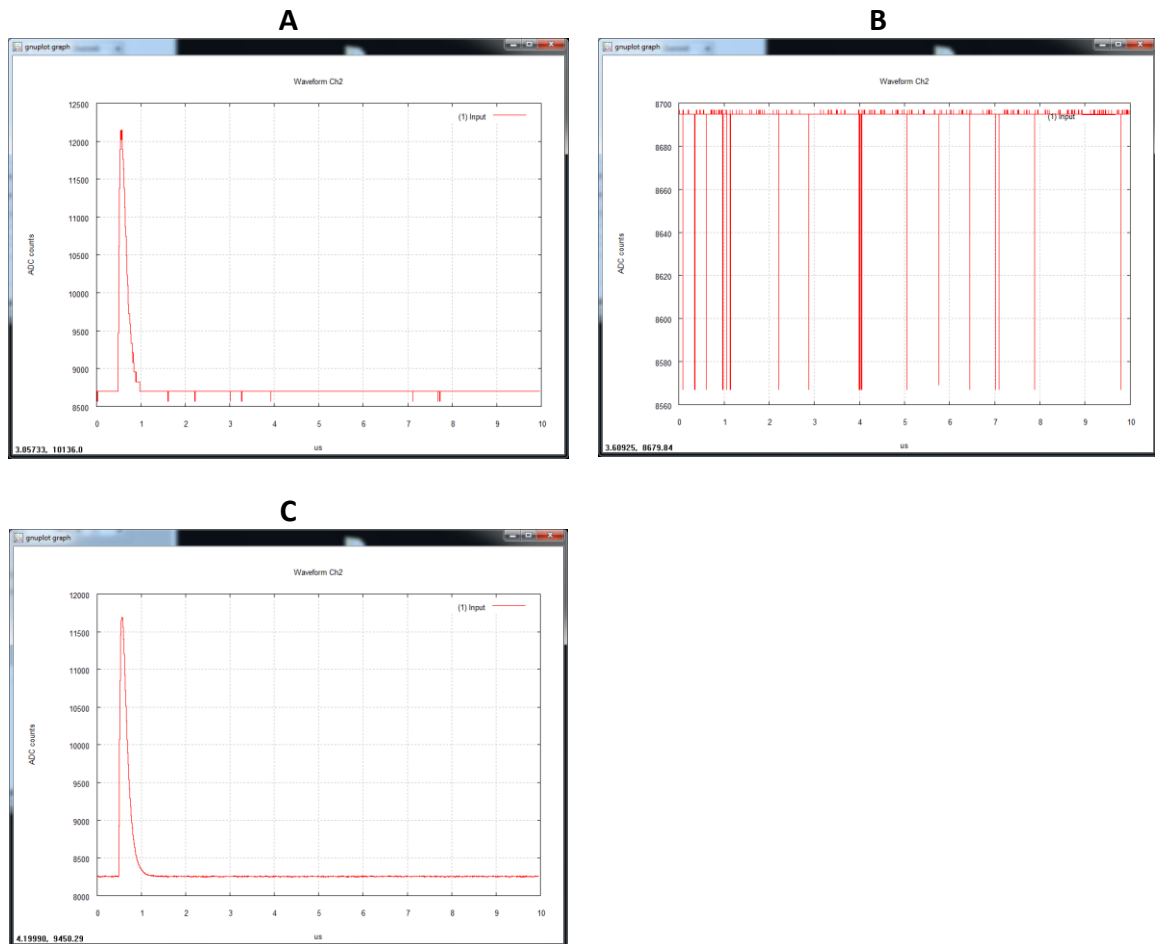 A
gnuplot graph
Waveform Ch2
(1) Input
ADC counts
12500
12000
11500
11000
10500
10000
9500
9000
8500
0 1 2 3 4 5 6 7 8 9 10
us
3.05733, 10136.0
B
gnuplot graph
Waveform Ch2
(1) Input
ADC counts
8700
8680
8660
8640
8620
8600
8580
8560
0 1 2 3 4 5 6 7 8 9 10
us
3.60925, 8679.84
C
gnuplot graph
Waveform Ch2
(1) Input
ADC counts
12000
11500
11000
10500
10000
9500
9000
8500
8000
0 1 2 3 4 5 6 7 8 9 10
us
4.19990, 9450.29